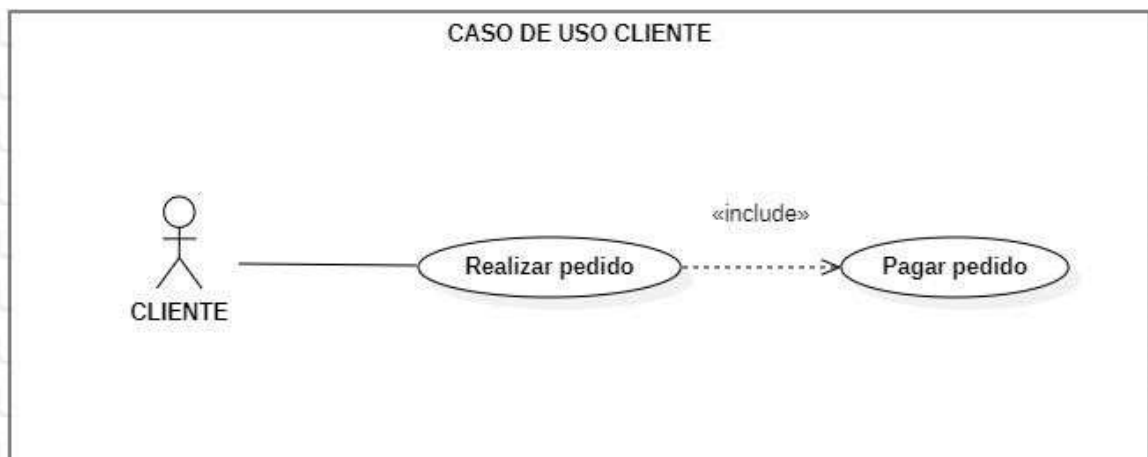 CASO DE USO CLIENTE
«include»
Realizar pedido
Pagar pedido
CLIENTE